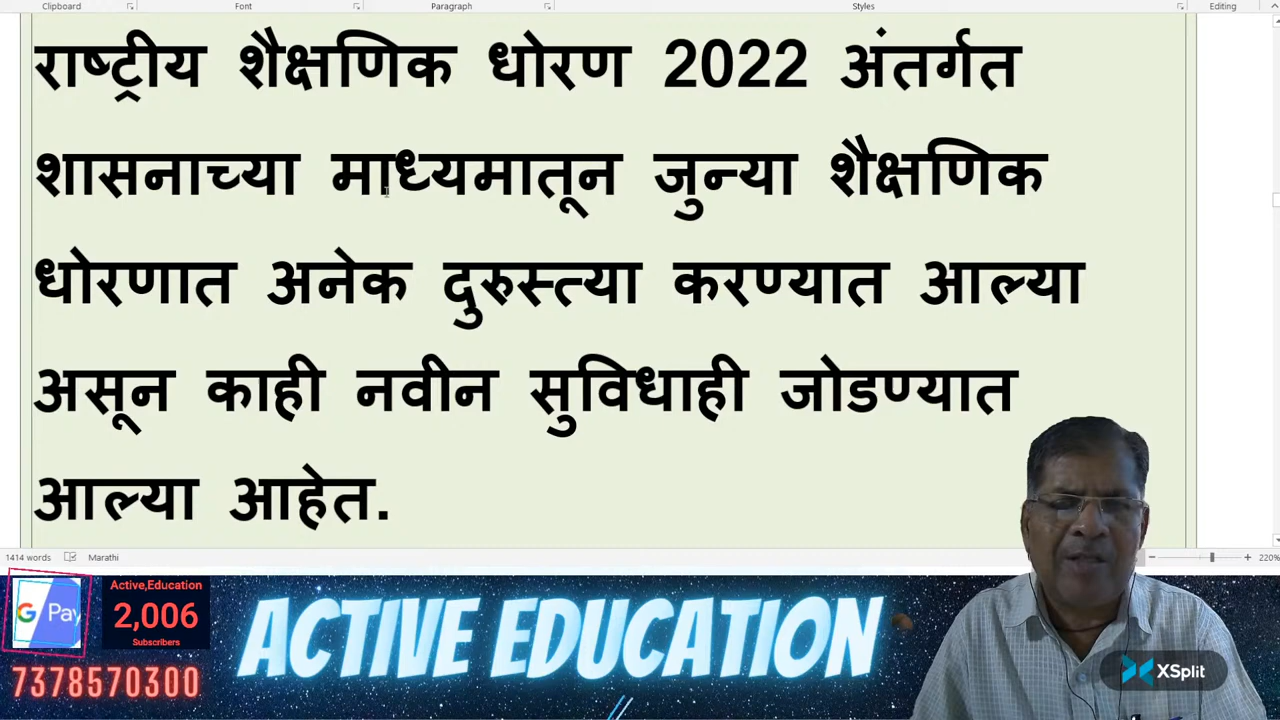 Clipboard Font Paragraph Styles Editing
राष्ट्रीय शैक्षणिक धोरण 2022 अंतर्गत
शासनाच्या माध्यमातून जुन्या शैक्षणिक
धोरणात अनेक दुरुस्त्या करण्यात आल्या
असून काही नवीन सुविधाही जोडण्यात
आल्या आहेत.
1414 words Marathi 220%
G Pay
Active,Education
2,006
Subscribers
7378570300
ACTIVE EDUCATION
XSplit